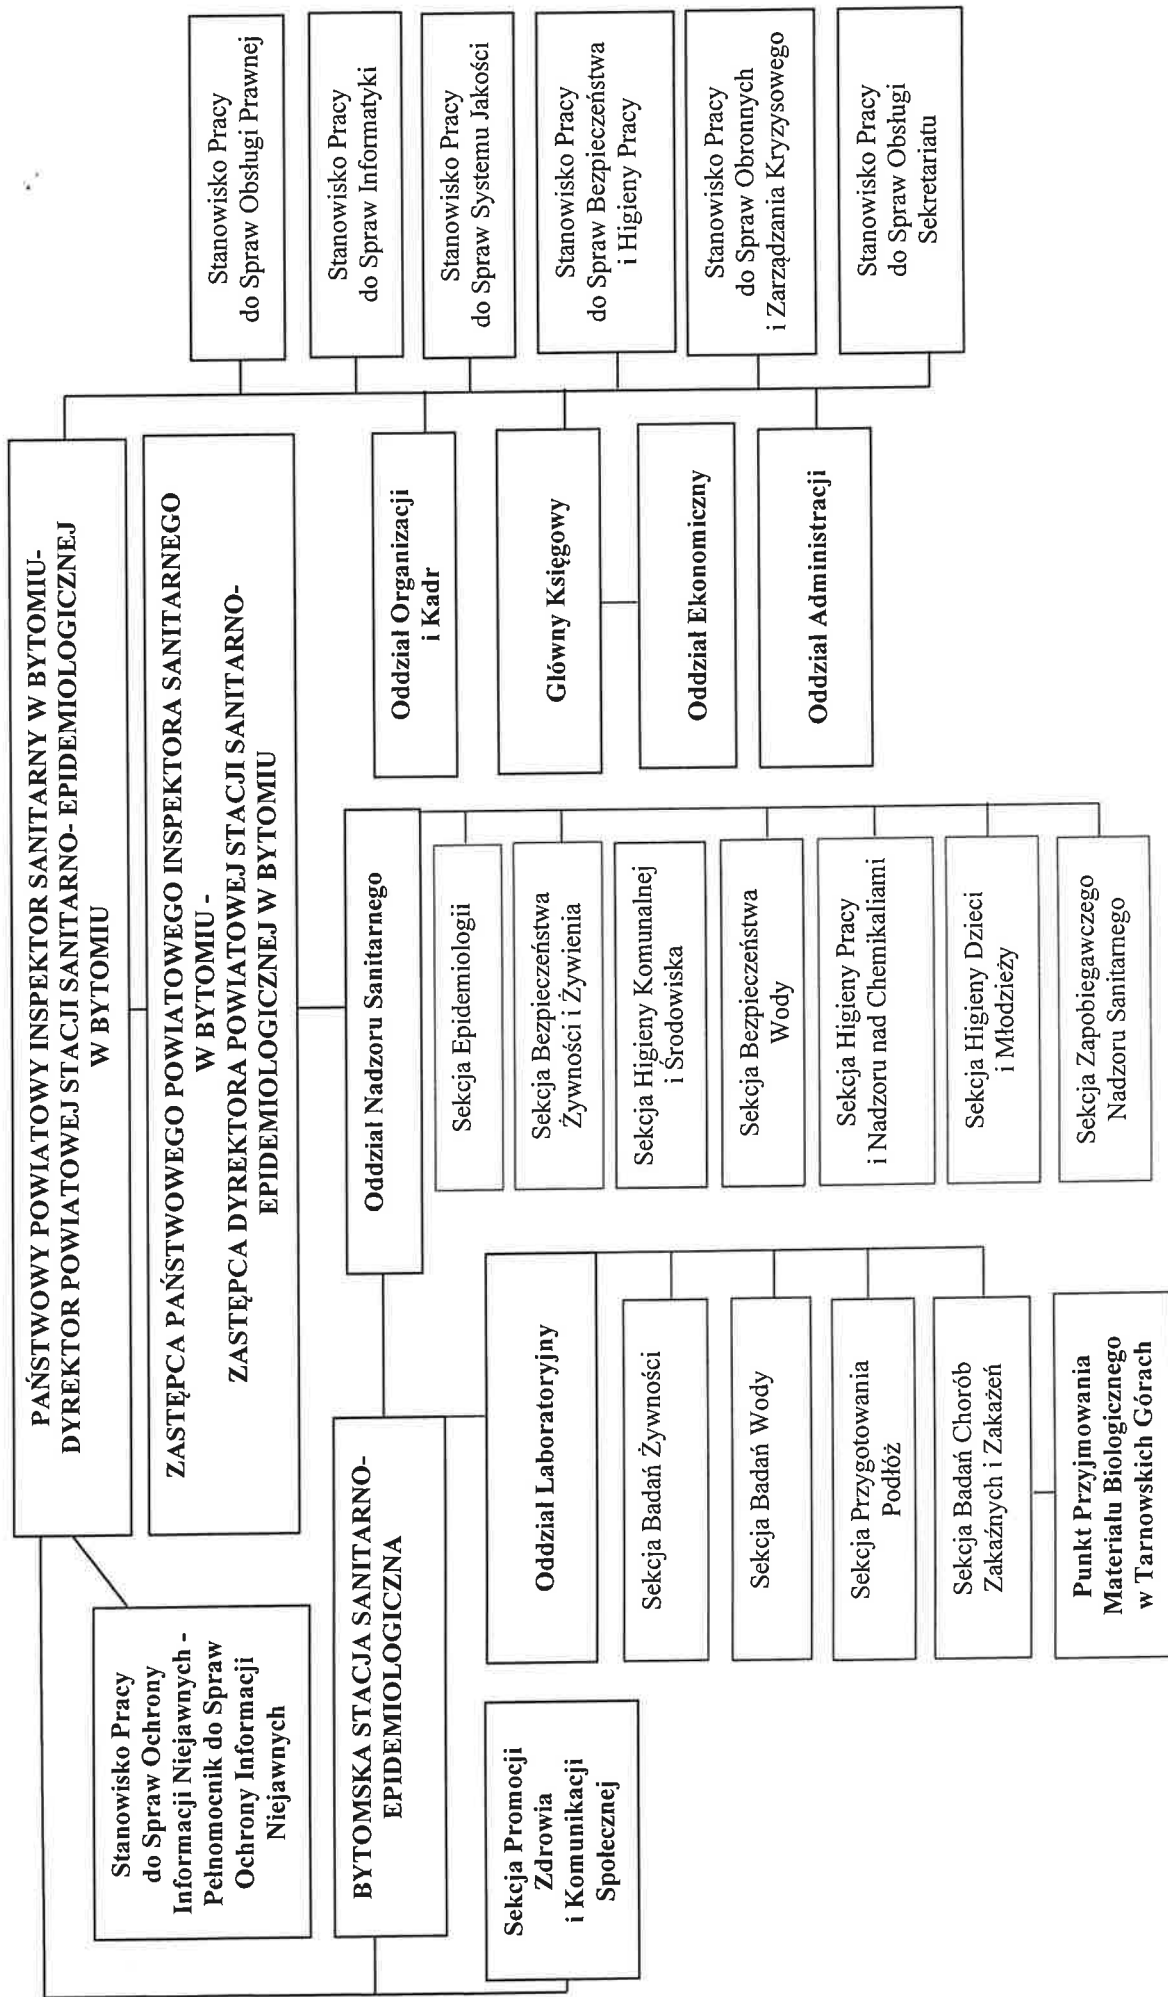 PAŃSTWOWY POWIATOWY INSPEKTOR SANITARNY W BYTOMIU-
DYREKTOR POWIATOWEJ STACJI SANITARNO- EPIDEMIOLOGICZNEJ
W BYTOMIU
Stanowisko Pracy
do Spraw Ochrony
Informacji Niejawnych -
Pełnomocnik do Spraw
Ochrony Informacji
Niejawnych
ZASTĘPCA PAŃSTWOWEGO POWIATOWEGO INSPEKTORA SANITARNEGO
W BYTOMIU -
ZASTĘPCA DYREKTORA POWIATOWEJ STACJI SANITARNO-
EPIDEMIOLOGICZNEJ W BYTOMIU
BYTOMSKA STACJA SANITARNO-
EPIDEMIOLOGICZNA
Sekcja Promocji
Zdrowia
i Komunikacji
Społecznej
Oddział Laboratoryjny
Sekcja Badań Żywności
Sekcja Badań Wody
Sekcja Przygotowania
Podłóż
Sekcja Badań Chorób
Zakaźnych i Zakażeń
Punkt Przyjmowania
Materiału Biologicznego
w Tarnowskich Górach
Oddział Nadzoru Sanitarnego
Sekcja Epidemiologii
Sekcja Bezpieczeństwa
Żywności i Żywienia
Sekcja Higieny Komunalnej
i Środowiska
Sekcja Bezpieczeństwa
Wody
Sekcja Higieny Pracy
i Nadzoru nad Chemikaliami
Sekcja Higieny Dzieci
i Młodzieży
Sekcja Zapobiegawczego
Nadzoru Sanitarnego
Oddział Organizacji
i Kadr
Główny Księgowy
Oddział Ekonomiczny
Oddział Administracji
Stanowisko Pracy
do Spraw Obsługi Prawnej
Stanowisko Pracy
do Spraw Informatyki
Stanowisko Pracy
do Spraw Systemu Jakości
Stanowisko Pracy
do Spraw Bezpieczeństwa
i Higieny Pracy
Stanowisko Pracy
do Spraw Obronnych
i Zarządzania Kryzysowego
Stanowisko Pracy
do Spraw Obsługi
Sekretariatu